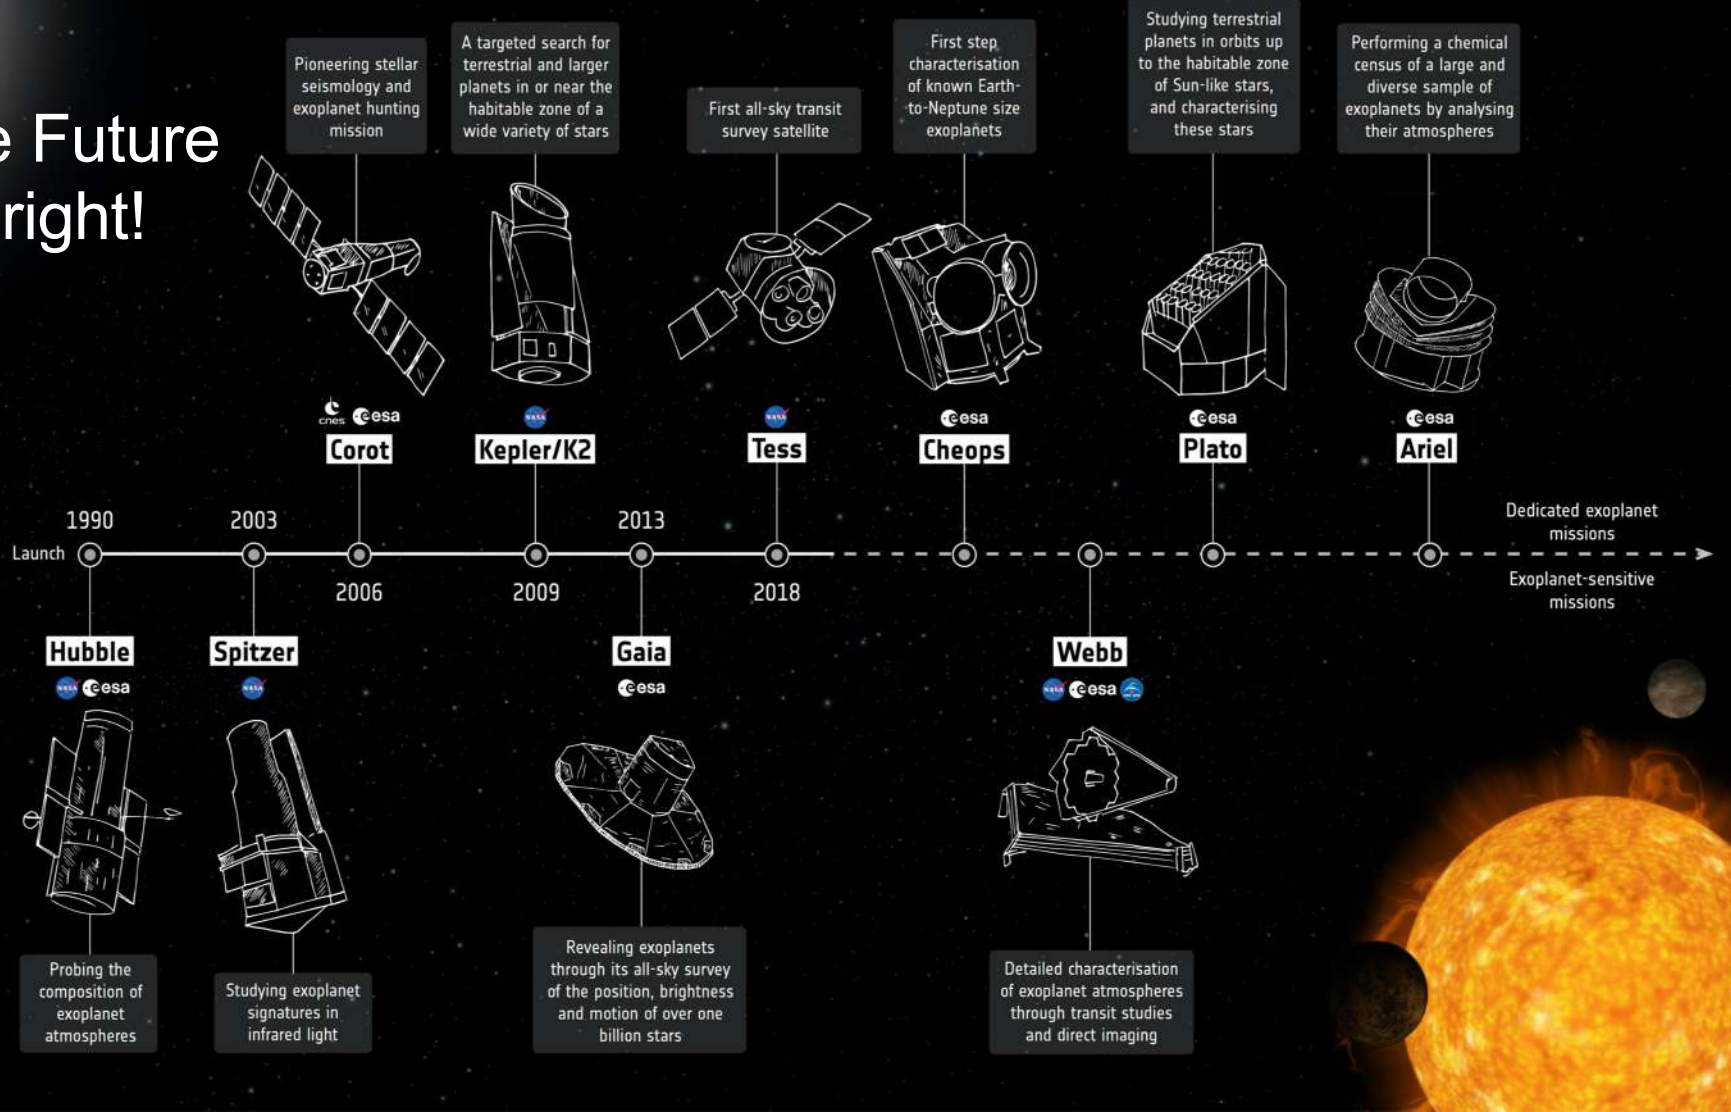 e Future
right!
Pioneering stellar
seismology and
exoplanet hunting
mission
A targeted search for
terrestrial and larger
planets in or near the
habitable zone of a
wide variety of stars
First all-sky transit
survey satellite
First step
characterisation
of known Earth-
to-Neptune size
exoplanets
Studying terrestrial
planets in orbits up
to the habitable zone
of Sun-like stars,
and characterising
these stars
Performing a chemical
census of a large and
diverse sample of
exoplanets by analysing
their atmospheres
cnes esa
Corot
NASA
Kepler/K2
NASA
Tess
esa
Cheops
esa
Plato
esa
Ariel
1990
2003
2013
Dedicated exoplanet
missions
Launch
2006
2009
2018
Exoplanet-sensitive
missions
Hubble
NASA esa
Spitzer
NASA
Gaia
esa
Webb
NASA esa
Probing the
composition of
exoplanet
atmospheres
Studying exoplanet
signatures in
infrared light
Revealing exoplanets
through its all-sky survey
of the position, brightness
and motion of over one
billion stars
Detailed characterisation
of exoplanet atmospheres
through transit studies
and direct imaging